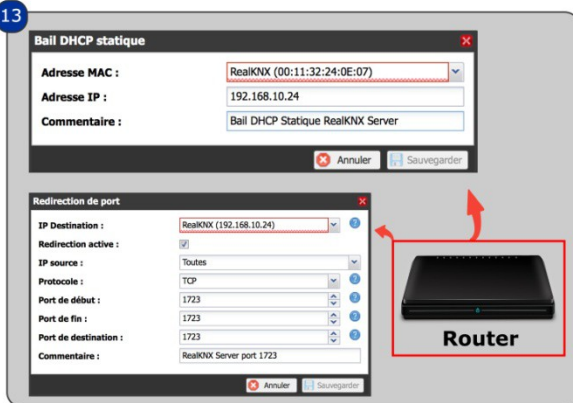 13
Bail DHCP statique
Adresse MAC : RealKNX (00:11:32:24:0E:07)
Adresse IP : 192.168.10.24
Commentaire : Bail DHCP Statique RealKNX Server
Annuler Sauvegarder
Redirection de port
IP Destination : RealKNX (192.168.10.24)
Redirection active :
IP source : Toutes
Protocole : TCP
Port de début : 1723
Port de fin : 1723
Port de destination : 1723
Commentaire : RealKNX Server port 1723
Annuler Sauvegarder
Router